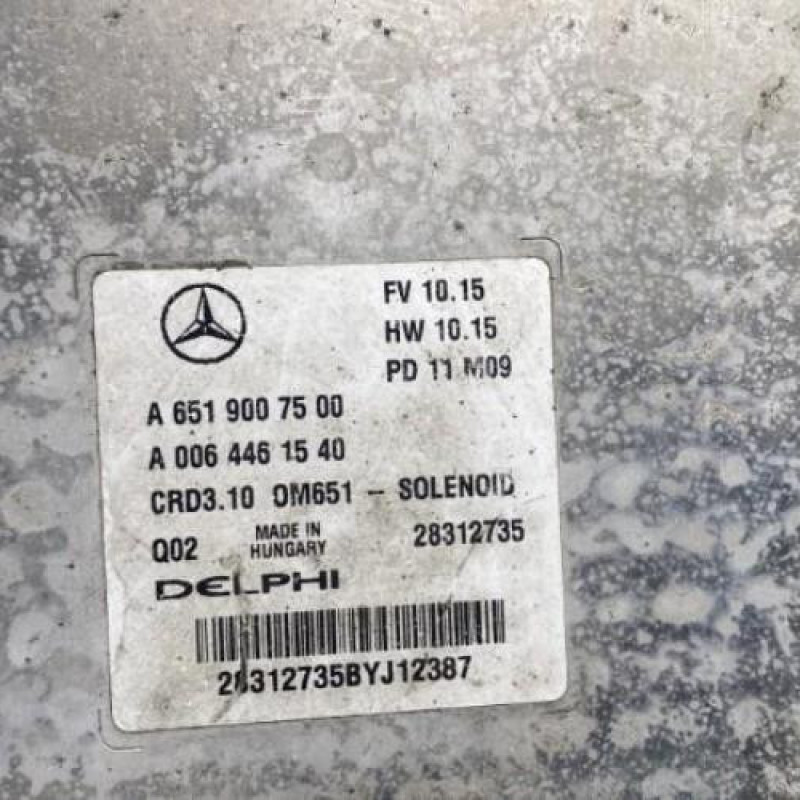 FV 10.15
HW 10.15
PD 11 M09
A 651 900 75 00
A 006 446 15 40
CRD3.10 OM651 - SOLENOID
Q02 MADE IN HUNGARY 28312735
DELPHI
28312735BYJ12387